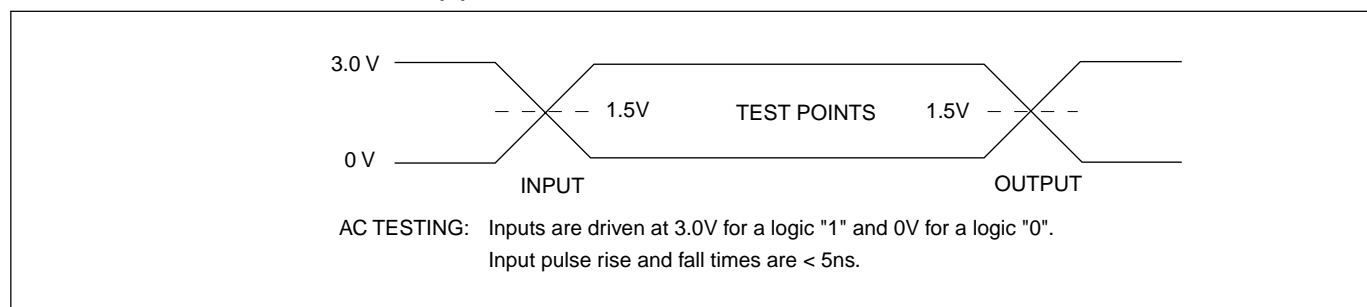 3.0 V
1.5V TEST POINTS 1.5V
0 V
INPUT OUTPUT
AC TESTING: Inputs are driven at 3.0V for a logic "1" and 0V for a logic "0".
Input pulse rise and fall times are < 5ns.